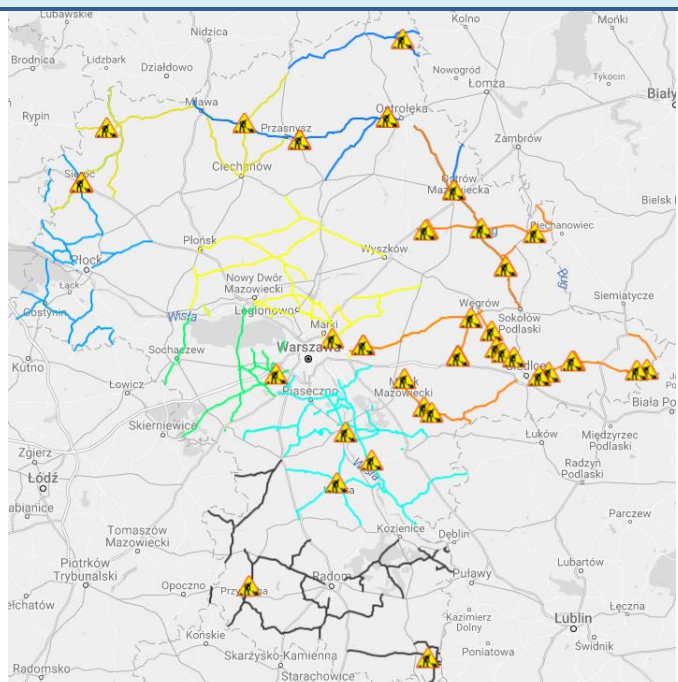 Lubawskie
Kolno
Mońki
Nidzica
Brodnica
Lidzbark
Działdowo
Nowogród
Łomża
Tykocin
Rypin
Mława
Ostrołęka
Biały
Przasnysz
Zambrów
Sierpc
Ciechanów
Ostrów
Mazowiecka
Bielsk
Ciechanowiec
Płońsk
Wyszków
Płock
Łąck
Nowy Dwór
Mazowiecki
Bug
Siemiatycze
Gostynin
Wisła
Legionowo
Węgrów
Sokołów
Podlaski
Marki
Sochaczew
Warszawa
Kutno
Siedlce
Łowicz
Piaseczno
Mazowiecki
Biała Po
Skierniewice
Łuków
Międzyrzec
Podlaski
Zgierz
Wisła
Radzyń
Podlaski
Łódź
abianice
Parczew
Kozienice
Dęblin
Tomaszów
Mazowiecki
Lubartów
Piotrków
Trybunalski
Opoczno
Radom
Puławy
Łęczna
ełchatów
Kazimierz
Dolny
Lublin
Świdnik
Końskie
Poniatowa
Skarżysko-Kamienna
Radomsko
Starachowice